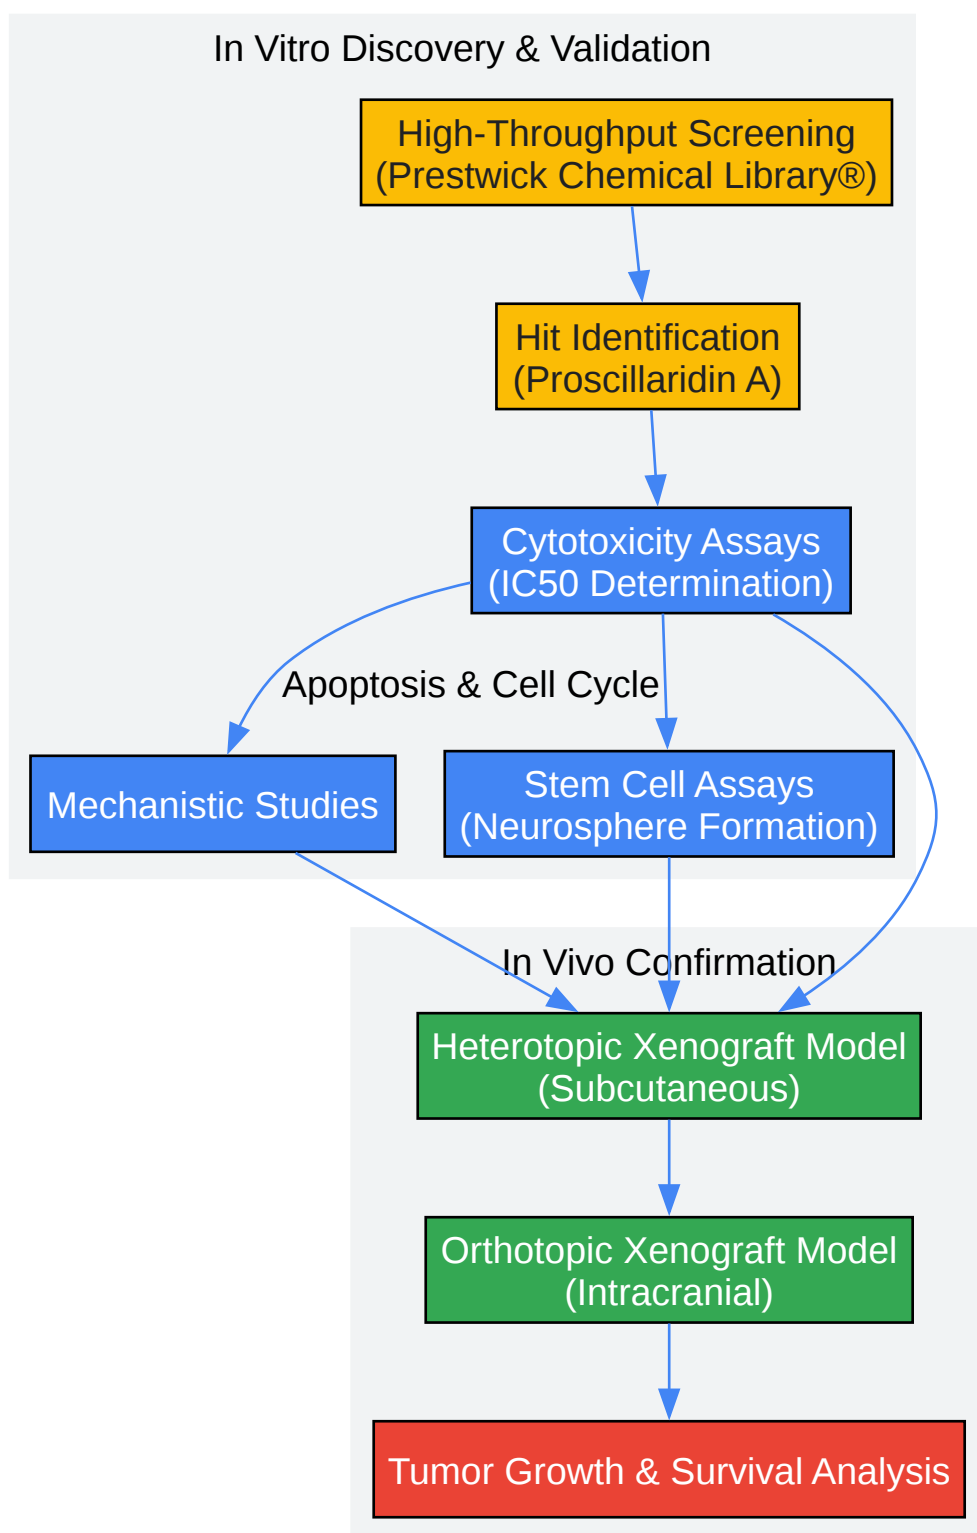 In Vitro Discovery & Validation
High-Throughput Screening
(Prestwick Chemical Library®)
Hit Identification
(Proscillaridin A)
Cytotoxicity Assays
(IC50 Determination)
Apoptosis & Cell Cycle
Mechanistic Studies
Stem Cell Assays
(Neurosphere Formation)
In Vivo Confirmation
Heterotopic Xenograft Model
(Subcutaneous)
Orthotopic Xenograft Model
(Intracranial)
Tumor Growth & Survival Analysis